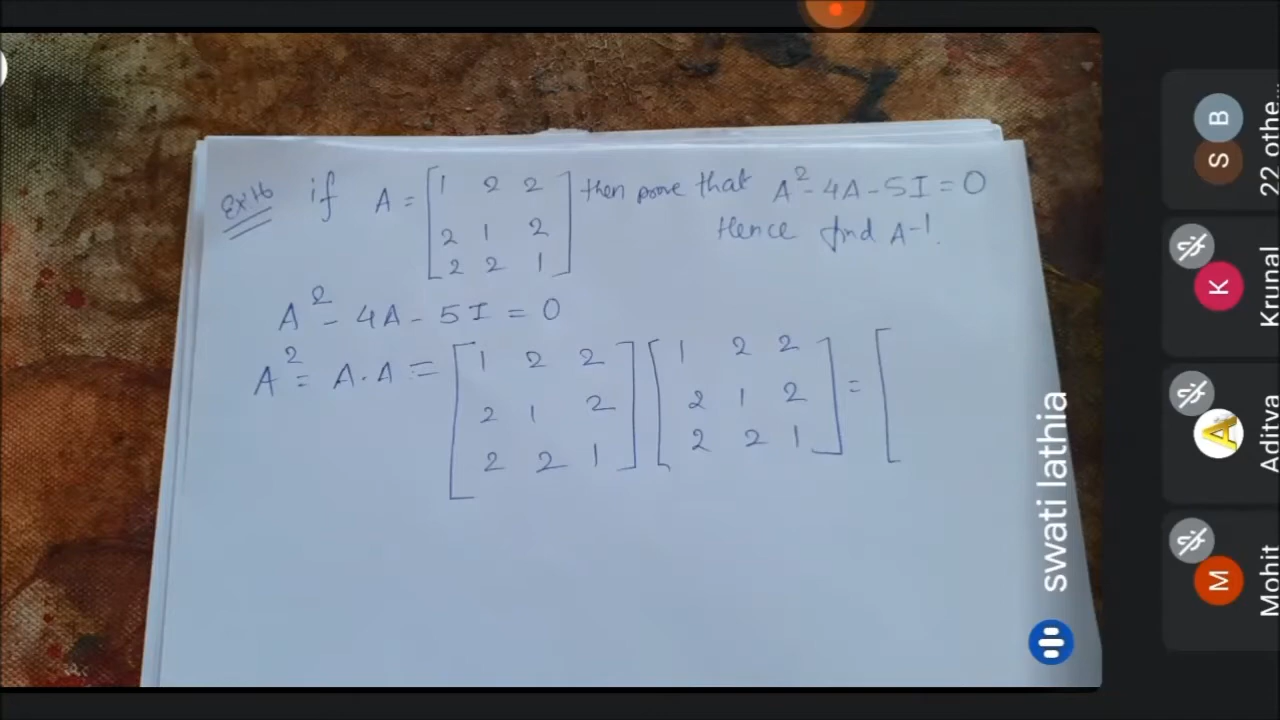 Ex:16 if A = [1 2 2 then prove that A² - 4A - 5I = 0
2 1 2 Hence find A-1.
2 2 1]
A² - 4A - 5I = 0
A² = A.A = [1 2 2 [1 2 2 = [
2 1 2 2 1 2
2 2 1] 2 2 1]
swati lathia
S B
22 othe...
K
Krunal
A
Aditya
M
Mohit